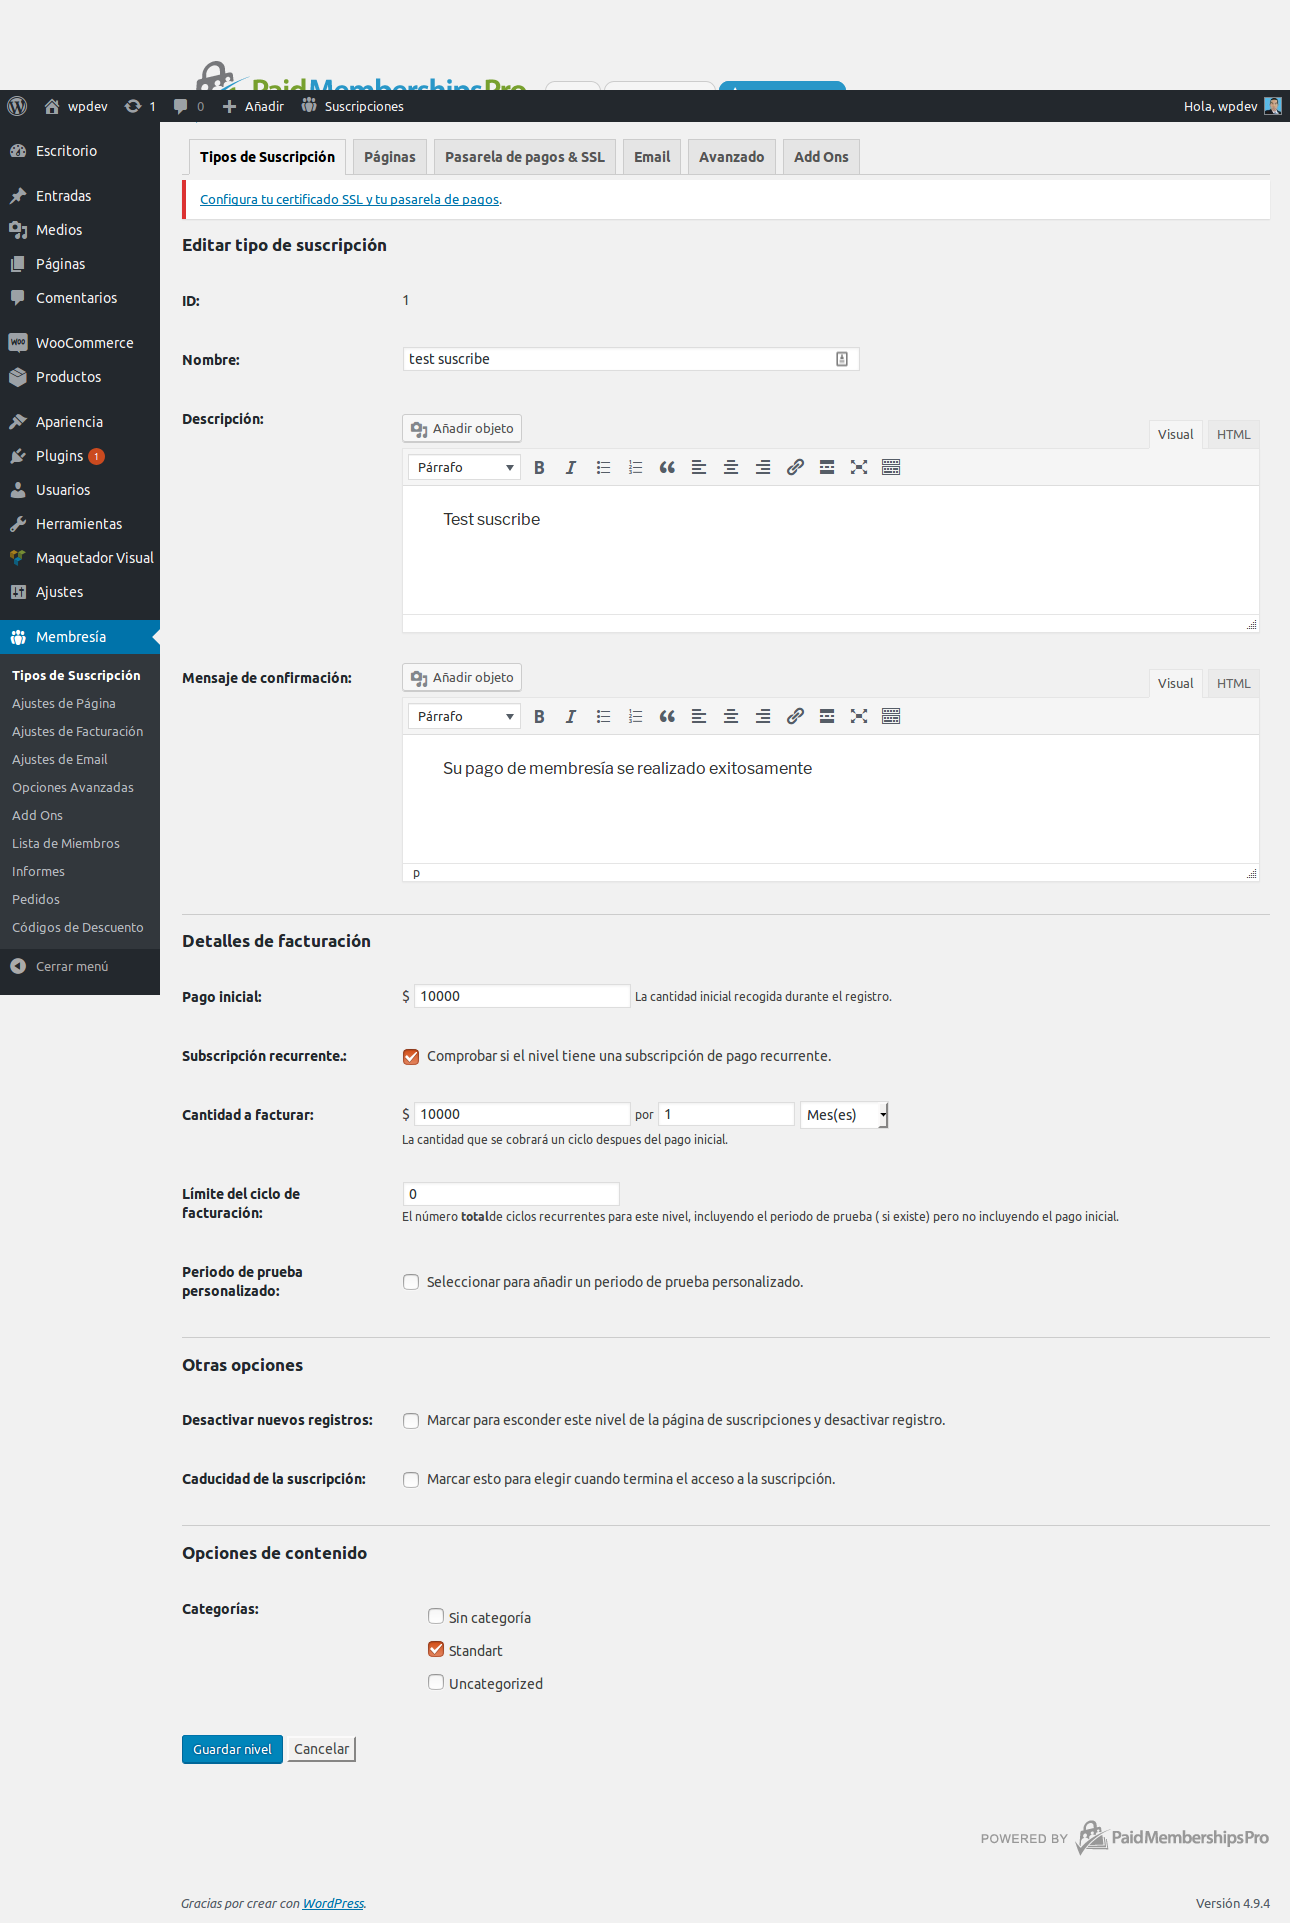 PaidMembershipsPro
wpdev 1 0 Añadir Suscripciones Hola, wpdev
Escritorio
Entradas
Medios
Páginas
Comentarios
WooCommerce
Productos
Apariencia
Plugins 1
Usuarios
Herramientas
Maquetador Visual
Ajustes
Membresía
Tipos de Suscripción
Ajustes de Página
Ajustes de Facturación
Ajustes de Email
Opciones Avanzadas
Add Ons
Lista de Miembros
Informes
Pedidos
Códigos de Descuento
Cerrar menú
Tipos de Suscripción Páginas Pasarela de pagos & SSL Email Avanzado Add Ons
Configura tu certificado SSL y tu pasarela de pagos.
Editar tipo de suscripción
ID: 1
Nombre: test suscribe
Descripción: Añadir objeto Visual HTML
Párrafo
Test suscribe
Mensaje de confirmación: Añadir objeto Visual HTML
Párrafo
Su pago de membresía se realizado exitosamente
p
Detalles de facturación
Pago inicial: $ 10000 La cantidad inicial recogida durante el registro.
Subscripción recurrente.: Comprobar si el nivel tiene una subscripción de pago recurrente.
Cantidad a facturar: $ 10000 por 1 Mes(es)
La cantidad que se cobrará un ciclo despues del pago inicial.
Límite del ciclo de
facturación:
0
El número totalde ciclos recurrentes para este nivel, incluyendo el periodo de prueba ( si existe) pero no incluyendo el pago inicial.
Periodo de prueba
personalizado:
Seleccionar para añadir un periodo de prueba personalizado.
Otras opciones
Desactivar nuevos registros: Marcar para esconder este nivel de la página de suscripciones y desactivar registro.
Caducidad de la suscripción: Marcar esto para elegir cuando termina el acceso a la suscripción.
Opciones de contenido
Categorías:
Sin categoría
Standart
Uncategorized
Guardar nivel Cancelar
POWERED BY PaidMembershipsPro
Gracias por crear con WordPress. Versión 4.9.4